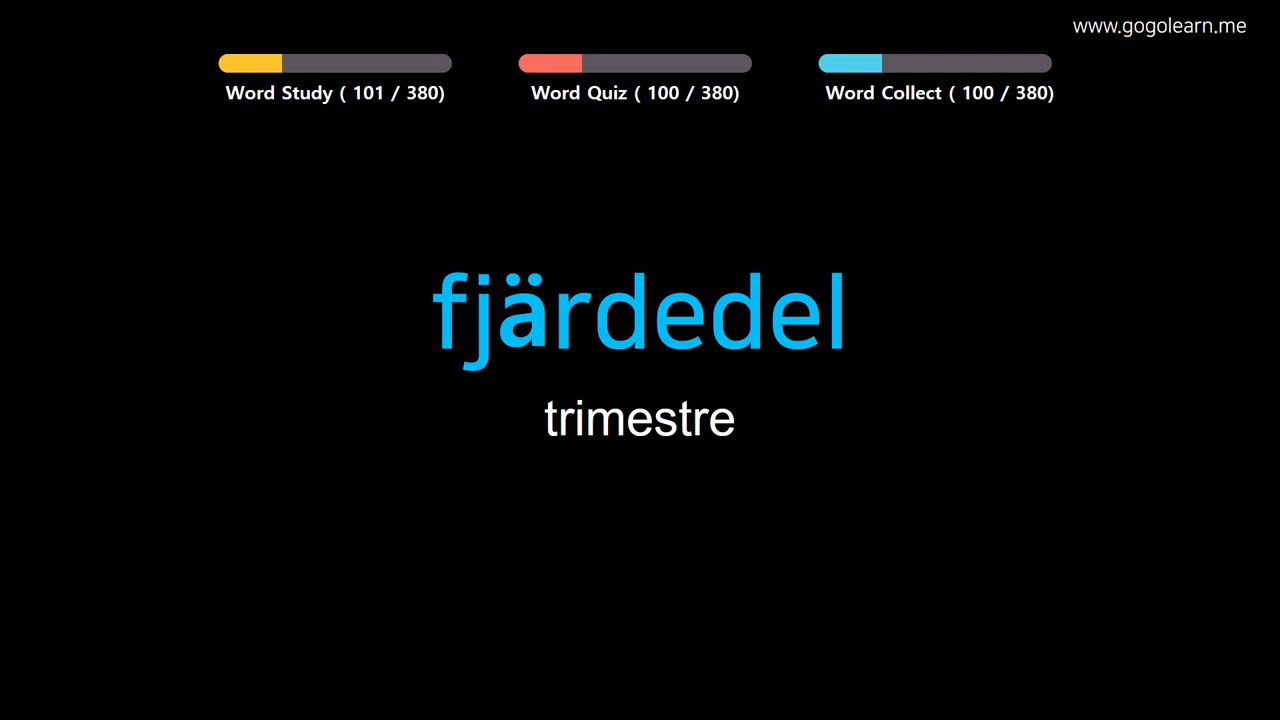 www.gogolearn.me
Word Study ( 101 / 380)
Word Quiz ( 100 / 380)
Word Collect ( 100 / 380)
fjärdedel
trimestre